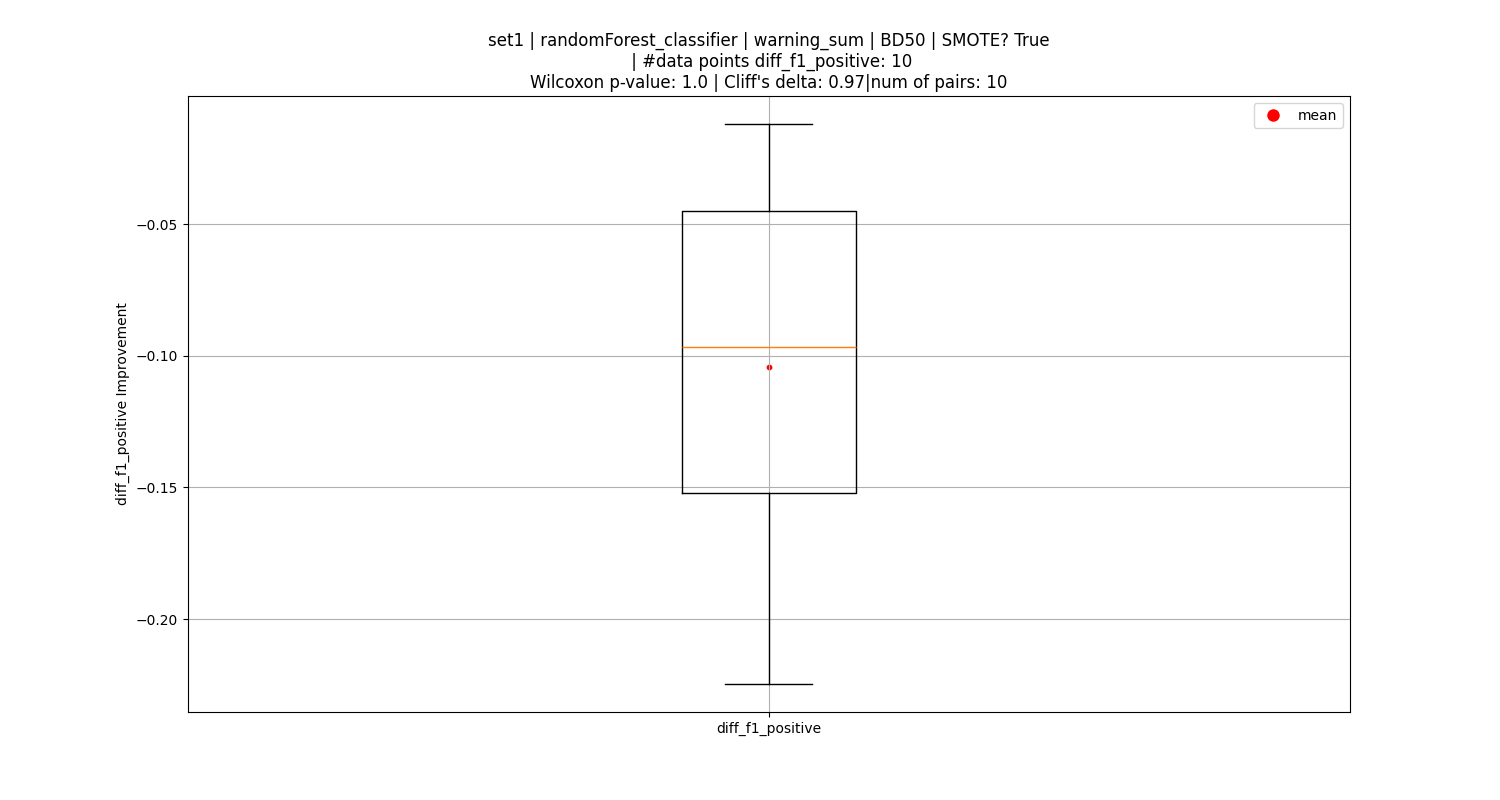 set1 | randomForest_classifier | warning_sum | BD50 | SMOTE? True
| #data points diff_f1_positive: 10
Wilcoxon p-value: 1.0 | Cliff's delta: 0.97|num of pairs: 10
mean
−0.05
−0.10
−0.15
−0.20
diff_f1_positive Improvement
diff_f1_positive